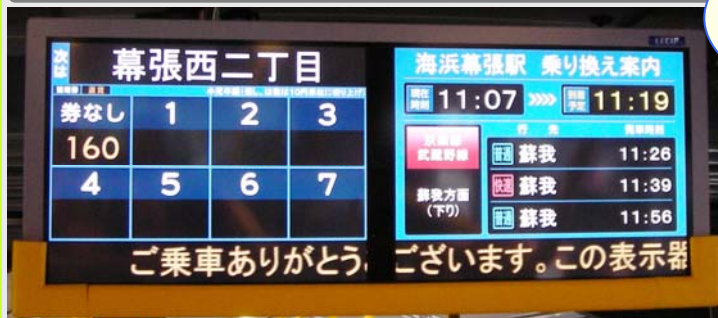 次は 幕張西二丁目
券なし 1 2 3
160
4 5 6 7
海浜幕張駅 乗り換え案内
現在時刻 11:07 到着予定 11:19
行先 発車時刻
京葉線
武蔵野線
蘇我方面
(下り)
普通 蘇我 11:26
快速 蘇我 11:39
普通 蘇我 11:56
ご乗車ありがとうございます。この表示器